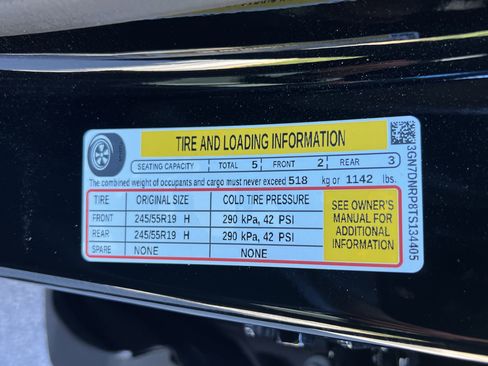 TIRE AND LOADING INFORMATION
SEATING CAPACITY TOTAL 5 FRONT 2 REAR 3
The combined weight of occupants and cargo must never exceed 518 kg or 1142 lbs.
TIRE ORIGINAL SIZE COLD TIRE PRESSURE
FRONT 245/55R19 H 290 kPa, 42 PSI
REAR 245/55R19 H 290 kPa, 42 PSI
SPARE NONE NONE
SEE OWNER'S
MANUAL FOR
ADDITIONAL
INFORMATION
3GN7DNRP8TS134405